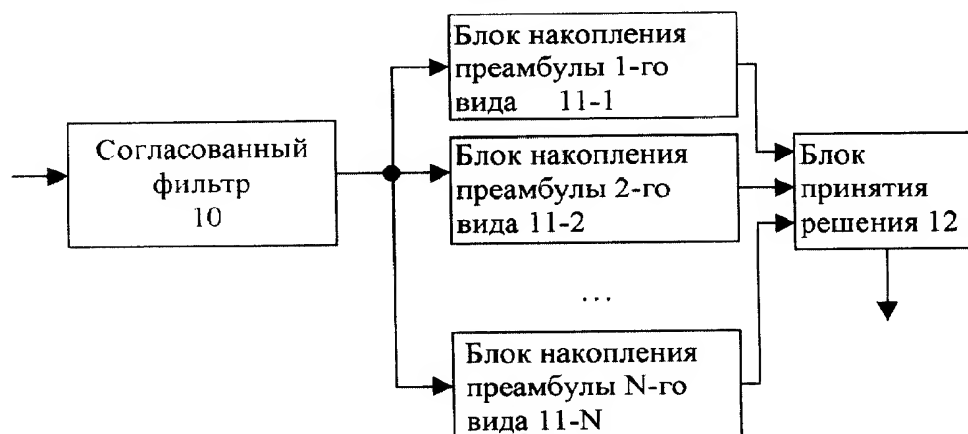 Блок накопления
преамбулы 1-го
вида 11-1
Согласованный
фильтр
10
Блок накопления
преамбулы 2-го
вида 11-2
Блок
принятия
решения 12
...
Блок накопления
преамбулы N-го
вида 11-N